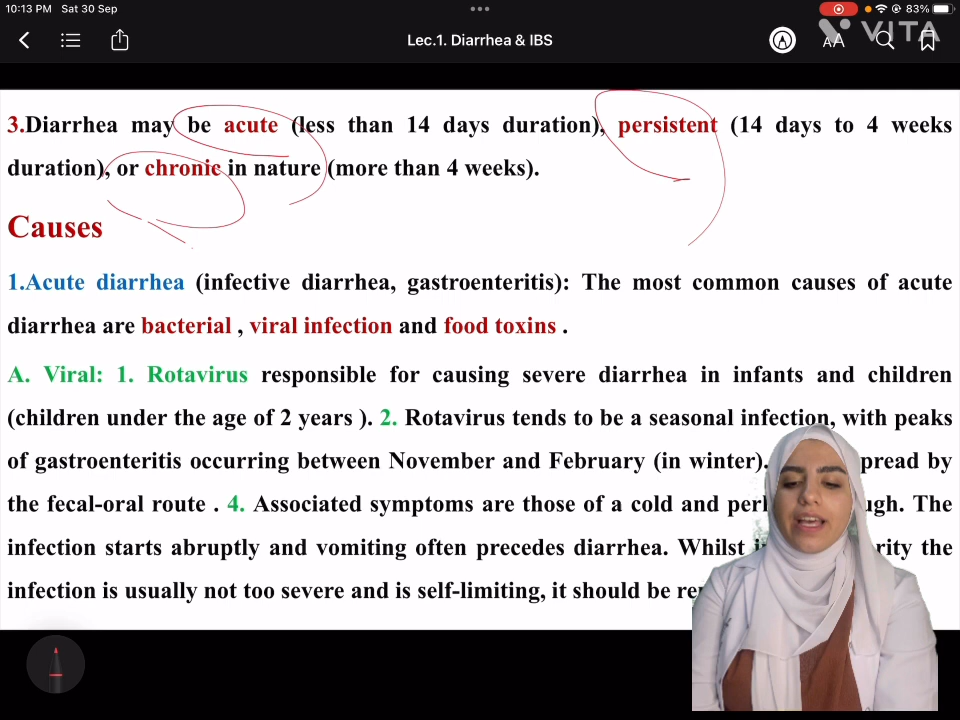 10:13 PM Sat 30 Sep 83%
Lec.1. Diarrhea & IBS
AA
VITA
3.Diarrhea may be acute (less than 14 days duration), persistent (14 days to 4 weeks
duration), or chronic in nature (more than 4 weeks).
Causes
1.Acute diarrhea (infective diarrhea, gastroenteritis): The most common causes of acute
diarrhea are bacterial , viral infection and food toxins .
A. Viral: 1. Rotavirus responsible for causing severe diarrhea in infants and children
(children under the age of 2 years ). 2. Rotavirus tends to be a seasonal infection, with peaks
of gastroenteritis occurring between November and February (in winter). pread by
the fecal-oral route . 4. Associated symptoms are those of a cold and The
infection starts abruptly and vomiting often precedes diarrhea. Whilst the
infection is usually not too severe and is self-limiting, it should be